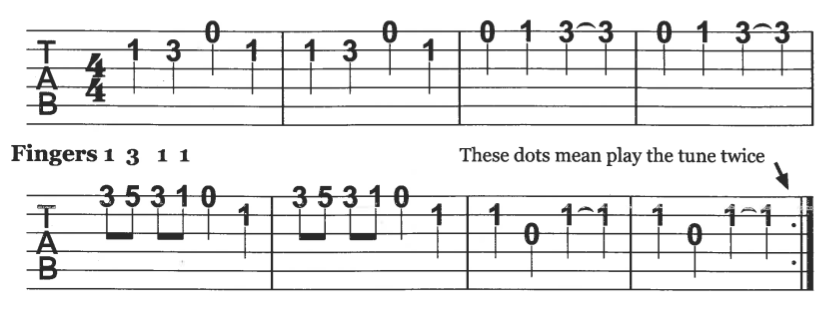 TAB 4/4 1 3 0 1 1 3 0 1 0 1 3 3 0 1 3 3
Fingers 1 3 1 1
These dots mean play the tune twice
TAB 3 5 3 1 0 1 3 5 3 1 0 1 1 0 1 1 1 0 1 1